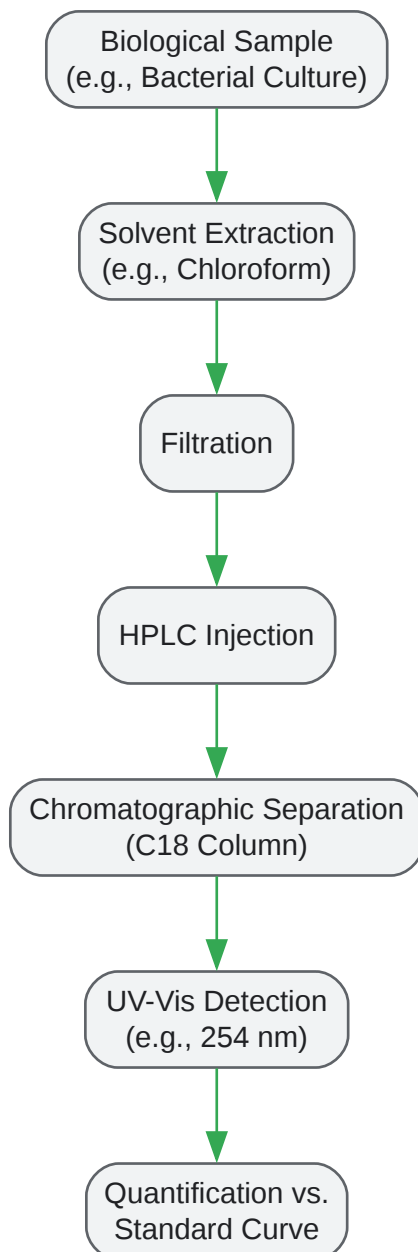 Biological Sample
(e.g., Bacterial Culture)
Solvent Extraction
(e.g., Chloroform)
Filtration
HPLC Injection
Chromatographic Separation
(C18 Column)
UV-Vis Detection
(e.g., 254 nm)
Quantification vs.
Standard Curve